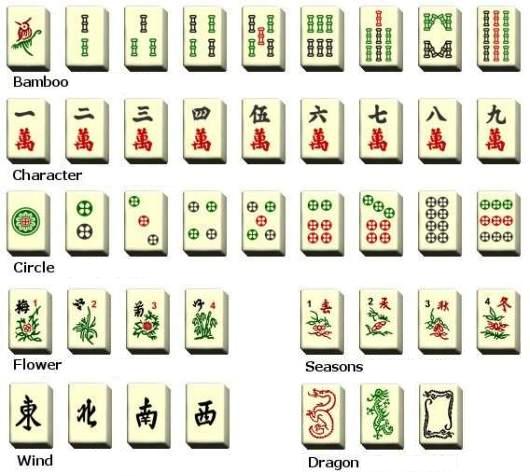 Bamboo
一 二 三 四 伍 六 七 八 九
萬 萬 萬 萬 萬 萬 萬 萬 萬
Character
Circle
梅 1 2 菊 3 竹 4 1 春 2 夏 3 秋 4 冬
Flower Seasons
東 北 南 西
Wind Dragon